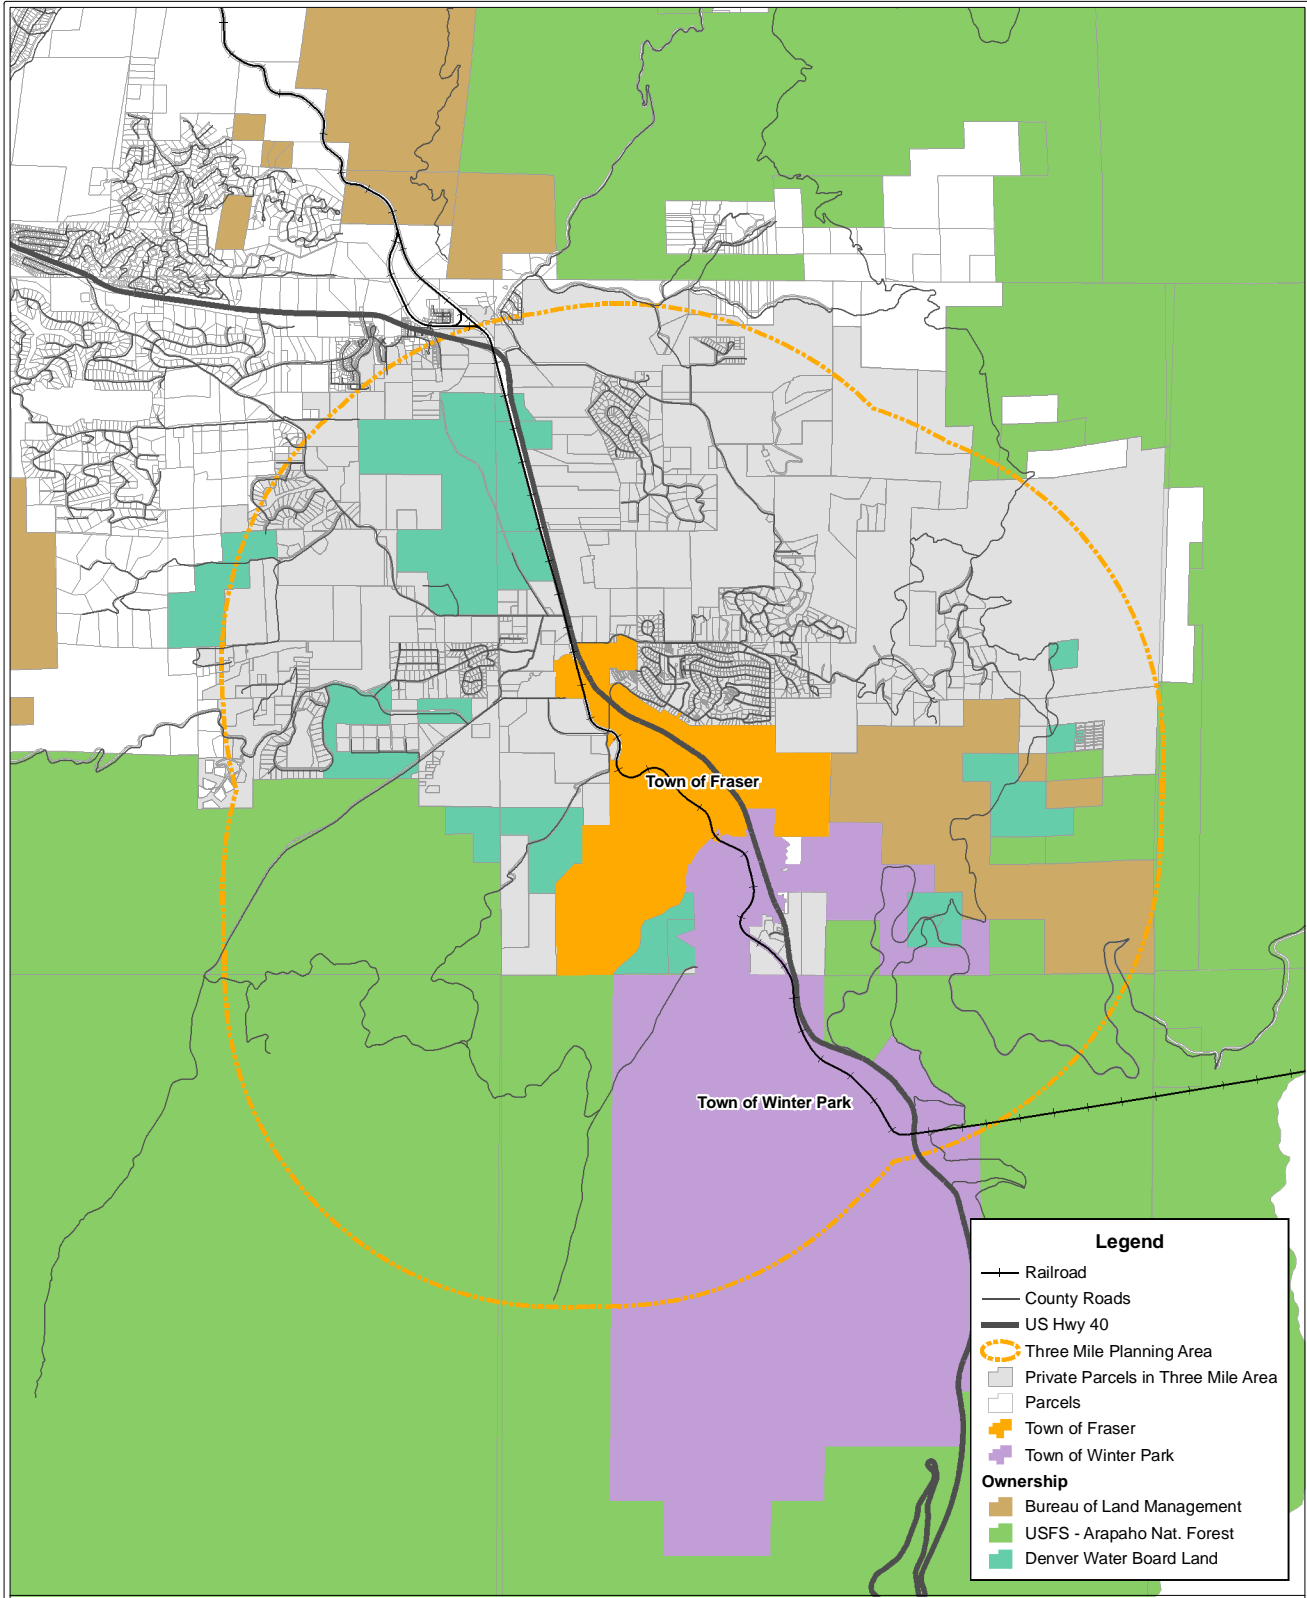 Town of Fraser
Town of Winter Park
Legend
Railroad
County Roads
US Hwy 40
Three Mile Planning Area
Private Parcels in Three Mile Area
Parcels
Town of Fraser
Town of Winter Park
Ownership
Bureau of Land Management
USFS - Arapaho Nat. Forest
Denver Water Board Land